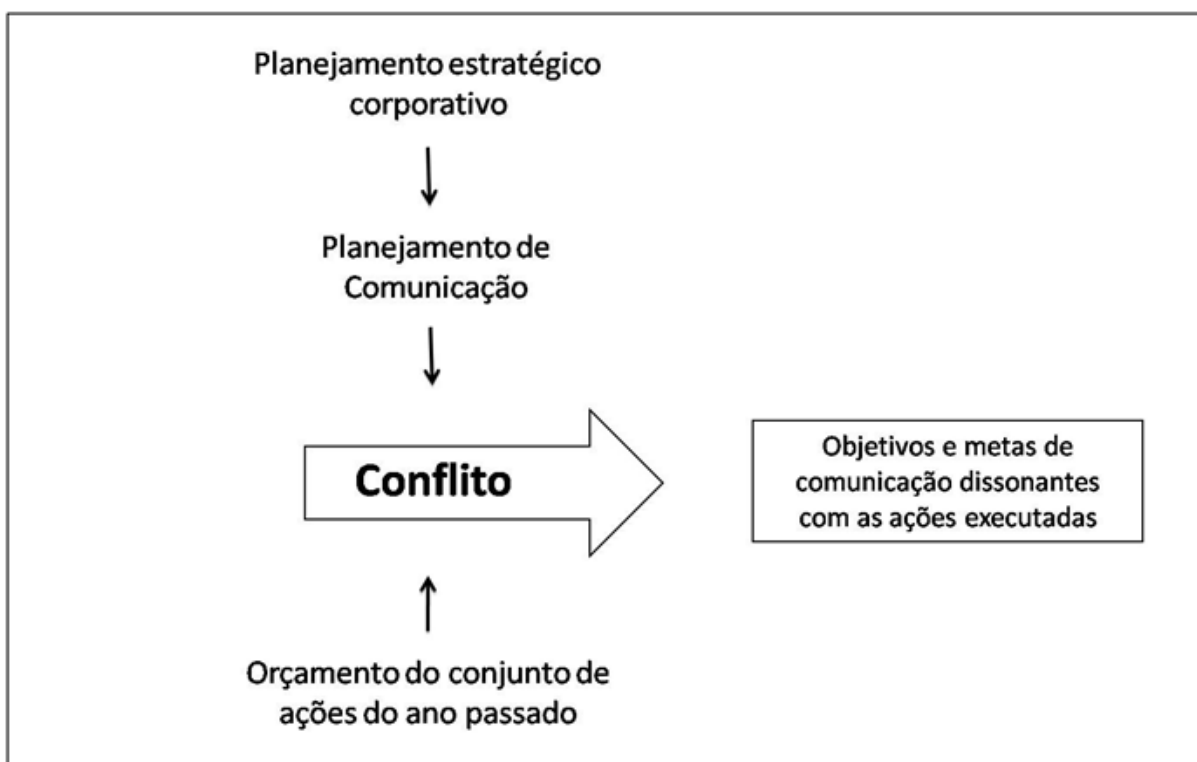 Planejamento estratégico
corporativo
Planejamento de
Comunicação
Conflito
Objetivos e metas de
comunicação dissonantes
com as ações executadas
Orçamento do conjunto de
ações do ano passado